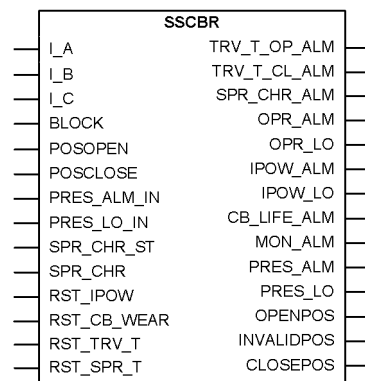 SSCBR
I_A TRV_T_OP_ALM
I_B TRV_T_CL_ALM
I_C SPR_CHR_ALM
BLOCK OPR_ALM
POSOPEN OPR_LO
POSCLOSE IPOW_ALM
PRES_ALM_IN IPOW_LO
PRES_LO_IN CB_LIFE_ALM
SPR_CHR_ST MON_ALM
SPR_CHR PRES_ALM
RST_IPOW PRES_LO
RST_CB_WEAR OPENPOS
RST_TRV_T INVALIDPOS
RST_SPR_T CLOSEPOS